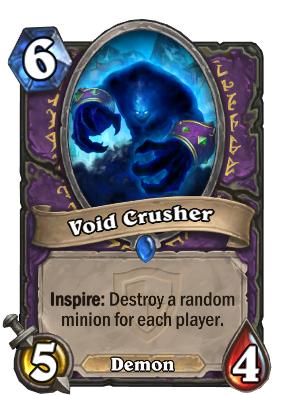 6
Void Crusher
Inspire: Destroy a random
minion for each player.
5
Demon
4